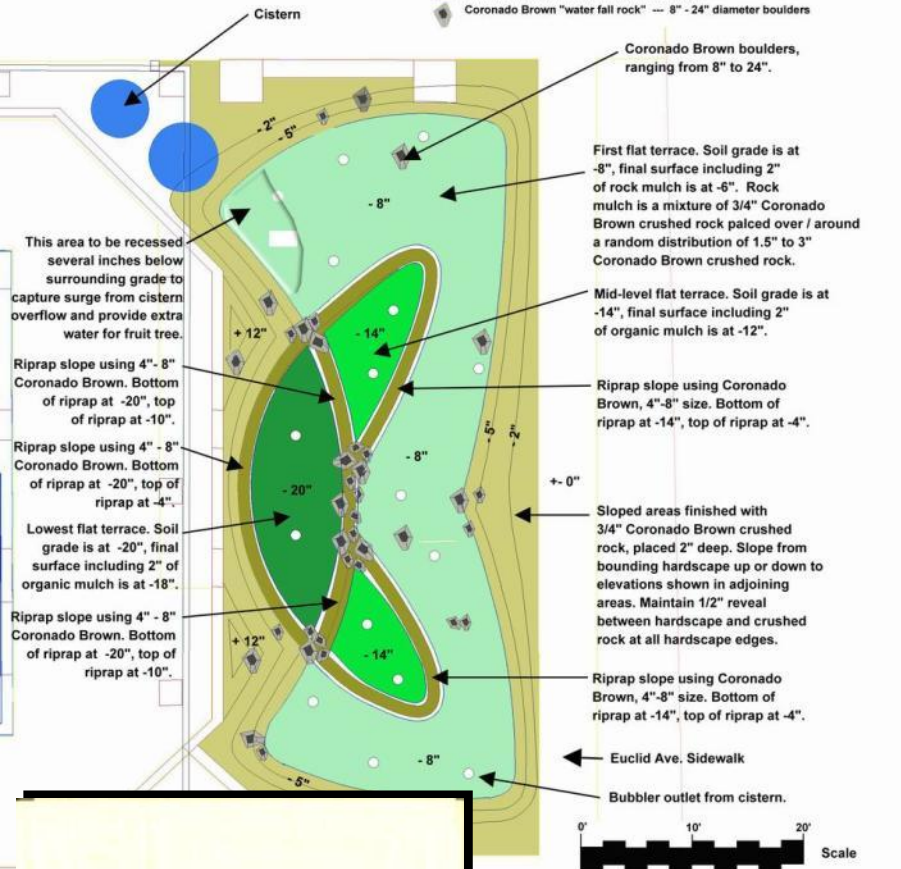 Cistern
Coronado Brown "water fall rock" --- 8" - 24" diameter boulders
Coronado Brown boulders,
ranging from 8" to 24".
- 2"
- 5"
First flat terrace. Soil grade is at
-8", final surface including 2"
of rock mulch is at -6". Rock
mulch is a mixture of 3/4" Coronado
Brown crushed rock palced over / around
a random distribution of 1.5" to 3"
Coronado Brown crushed rock.
- 8"
This area to be recessed
several inches below
surrounding grade to
capture surge from cistern
overflow and provide extra
water for fruit tree.
Mid-level flat terrace. Soil grade is at
-14", final surface including 2"
of organic mulch is at -12".
+ 12"
- 14"
Riprap slope using 4"- 8"
Coronado Brown. Bottom
of riprap at -20", top
of riprap at -10".
Riprap slope using Coronado
Brown, 4"-8" size. Bottom of
riprap at -14", top of riprap at -4".
- 5"
- 2"
Riprap slope using 4" - 8"
Coronado Brown. Bottom
of riprap at -20", top of
riprap at -4".
- 8"
- 20"
+- 0"
Lowest flat terrace. Soil
grade is at -20", final
surface including 2" of
organic mulch is at -18".
Sloped areas finished with
3/4" Coronado Brown crushed
rock, placed 2" deep. Slope from
bounding hardscape up or down to
elevations shown in adjoining
areas. Maintain 1/2" reveal
between hardscape and crushed
rock at all hardscape edges.
Riprap slope using 4" - 8"
Coronado Brown. Bottom
of riprap at -20", top of
riprap at -10".
+ 12"
- 14"
Riprap slope using Coronado
Brown, 4"-8" size. Bottom of
riprap at -14", top of riprap at -4".
- 8"
Euclid Ave. Sidewalk
- 5"
Bubbler outlet from cistern.
0' 10' 20'
Scale